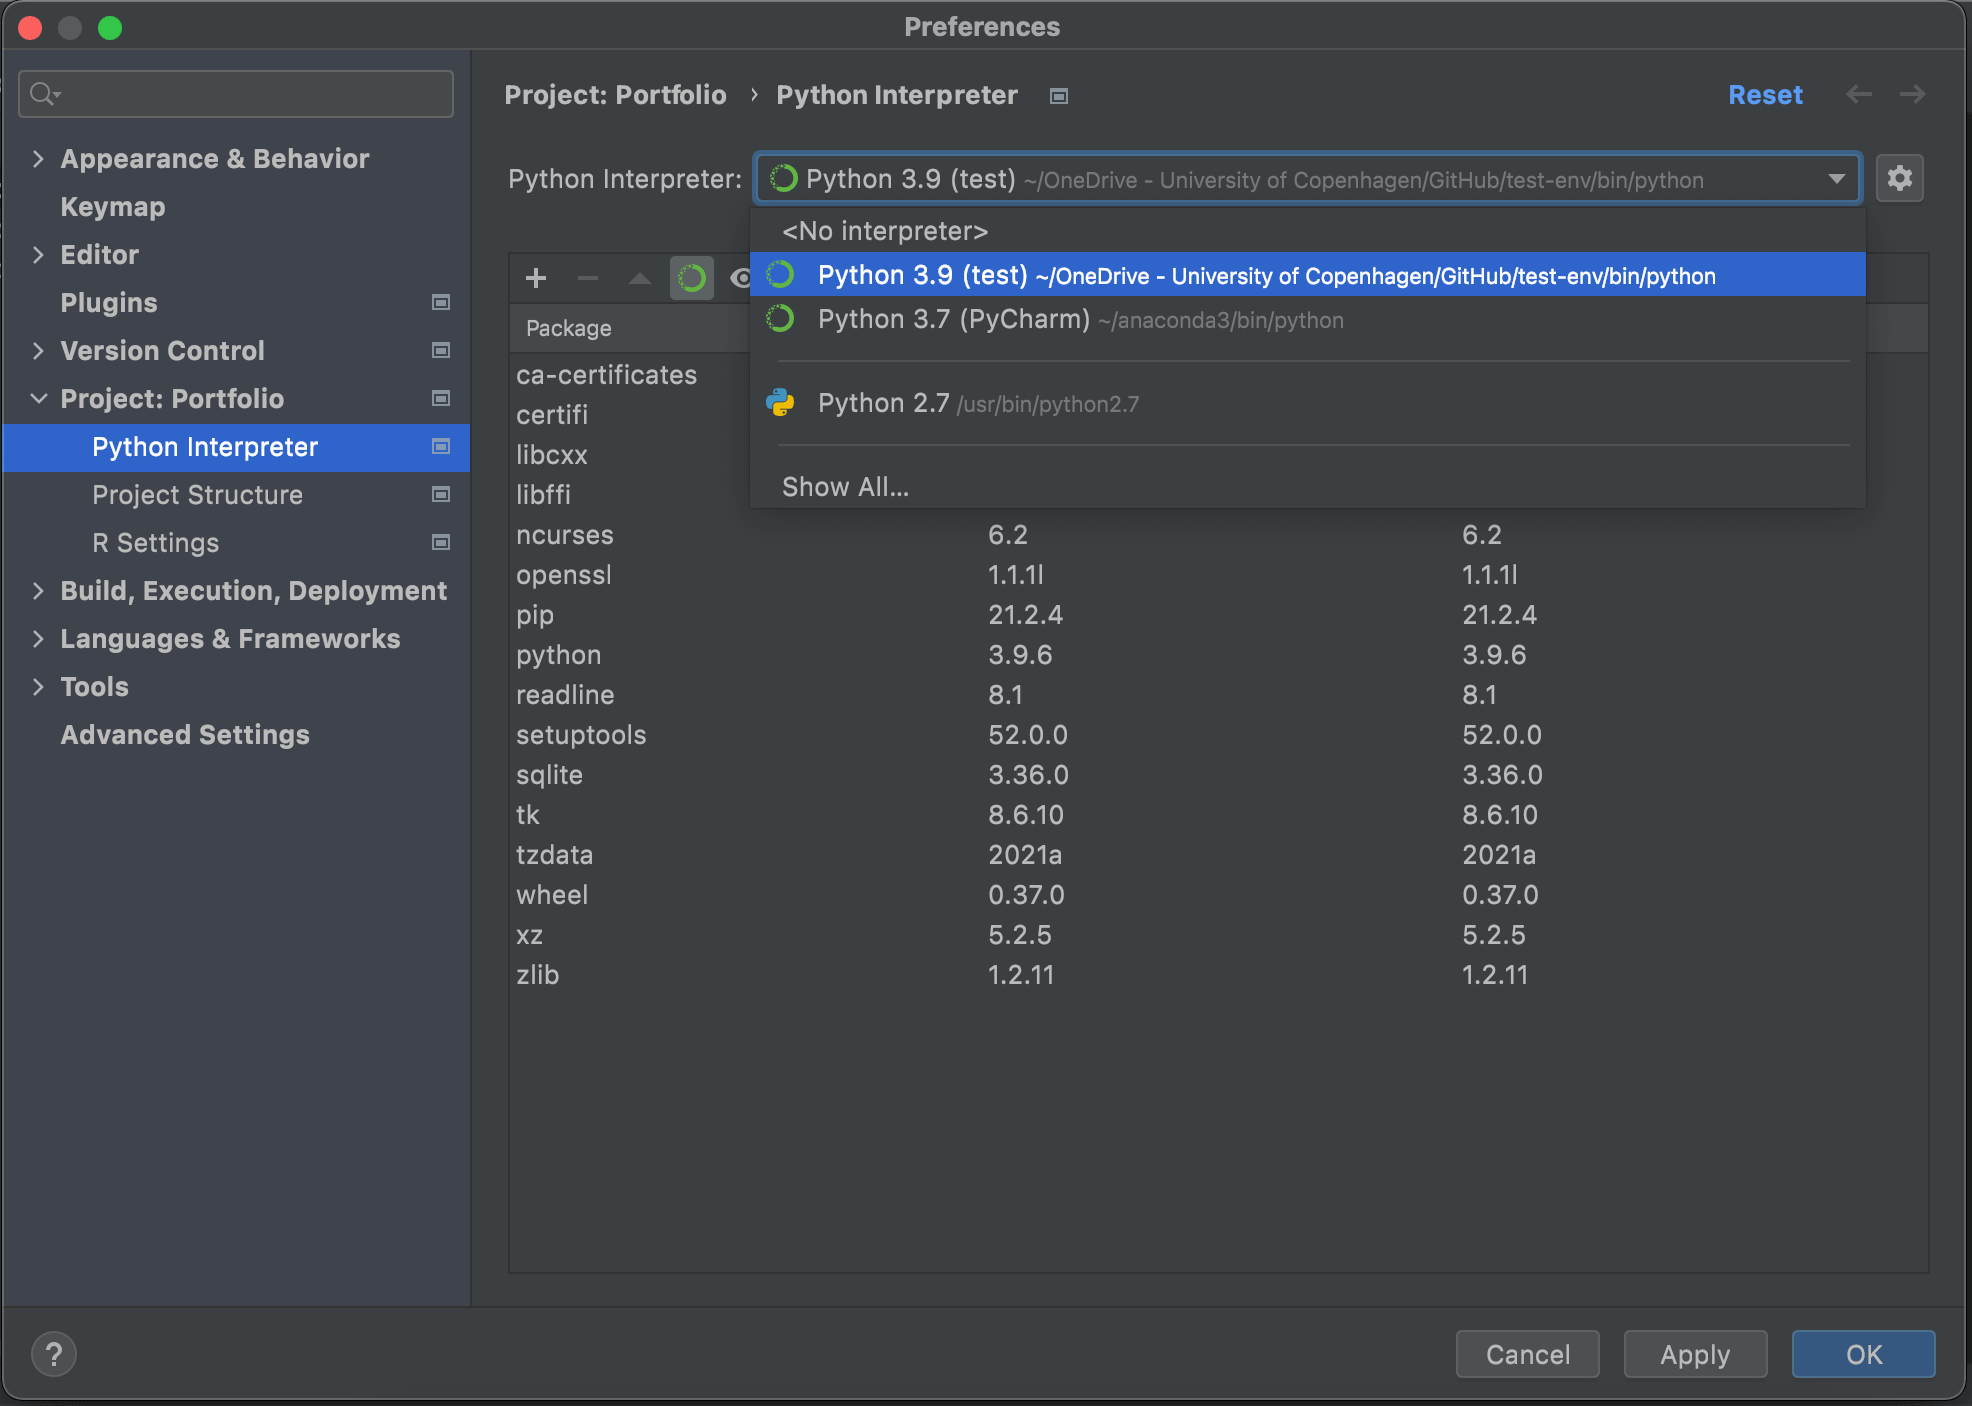 Preferences
Project: Portfolio › Python Interpreter
Reset
Appearance & Behavior
Keymap
Editor
Plugins
Version Control
Project: Portfolio
Python Interpreter
Project Structure
R Settings
Build, Execution, Deployment
Languages & Frameworks
Tools
Advanced Settings
Python Interpreter: Python 3.9 (test) ~/OneDrive - University of Copenhagen/GitHub/test-env/bin/python
<No interpreter>
Python 3.9 (test) ~/OneDrive - University of Copenhagen/GitHub/test-env/bin/python
Python 3.7 (PyCharm) ~/anaconda3/bin/python
Python 2.7 /usr/bin/python2.7
Show All...
Package
ca-certificates
certifi
libcxx
libffi
ncurses 6.2 6.2
openssl 1.1.1l 1.1.1l
pip 21.2.4 21.2.4
python 3.9.6 3.9.6
readline 8.1 8.1
setuptools 52.0.0 52.0.0
sqlite 3.36.0 3.36.0
tk 8.6.10 8.6.10
tzdata 2021a 2021a
wheel 0.37.0 0.37.0
xz 5.2.5 5.2.5
zlib 1.2.11 1.2.11
?
Cancel
Apply
OK